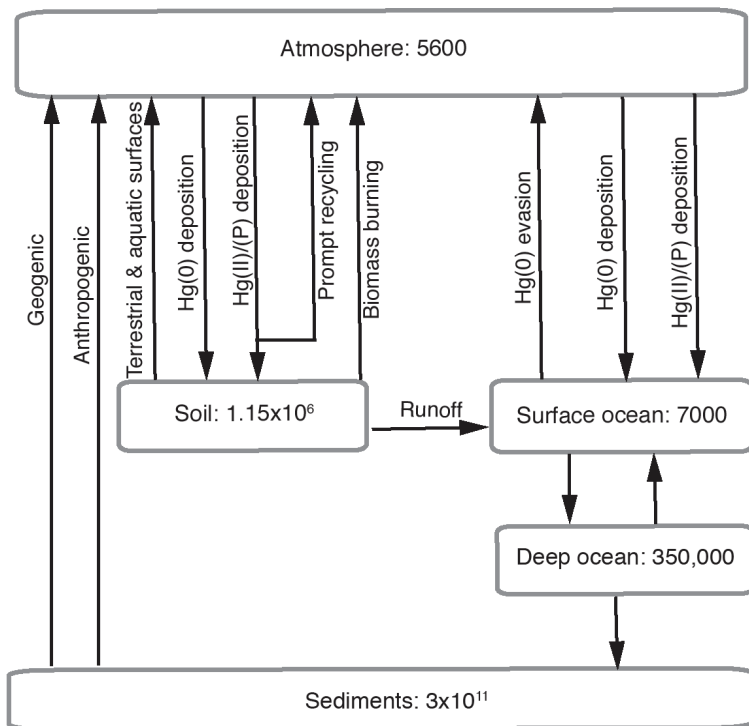 Atmosphere: 5600
Geogenic
Anthropogenic
Terrestrial & aquatic surfaces
Hg(0) deposition
Hg(II)/(P) deposition
Prompt recycling
Biomass burning
Hg(0) evasion
Hg(0) deposition
Hg(II)/(P) deposition
Soil: 1.15x10⁶
Runoff
Surface ocean: 7000
Deep ocean: 350,000
Sediments: 3x10¹¹